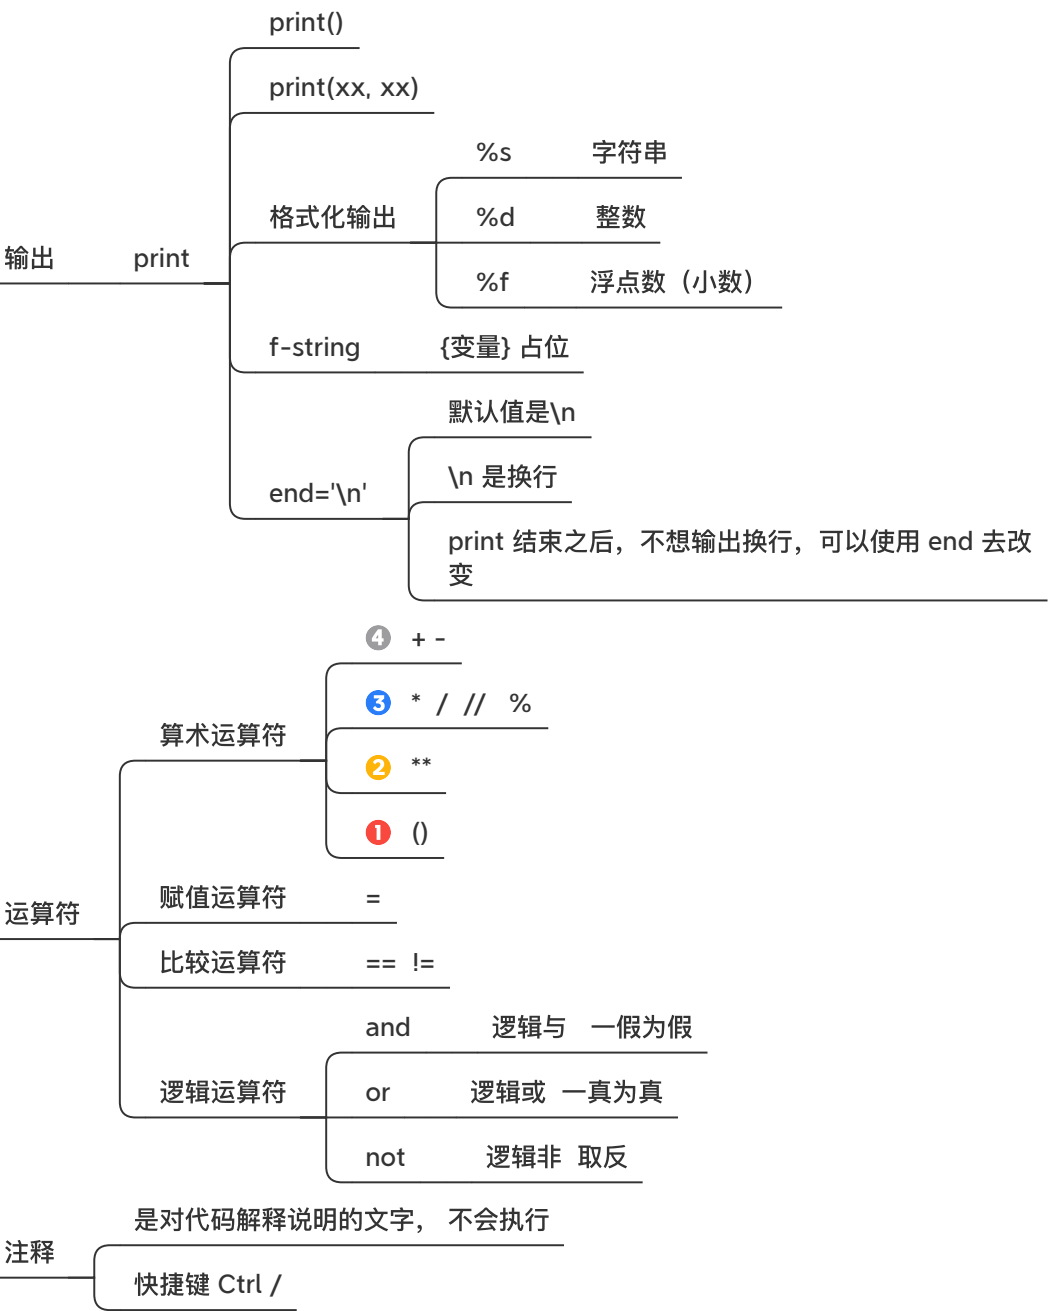 print()
print(xx, xx)
%s 字符串
格式化输出
%d 整数
输出 print
%f 浮点数（小数）
f-string {变量} 占位
默认值是\n
\n 是换行
end='\n'
print 结束之后，不想输出换行，可以使用 end 去改
变
4 + -
3 * / // %
算术运算符
2 **
1 ()
赋值运算符 =
运算符
比较运算符 == !=
and 逻辑与 一假为假
逻辑运算符
or 逻辑或 一真为真
not 逻辑非 取反
是对代码解释说明的文字， 不会执行
注释
快捷键 Ctrl /